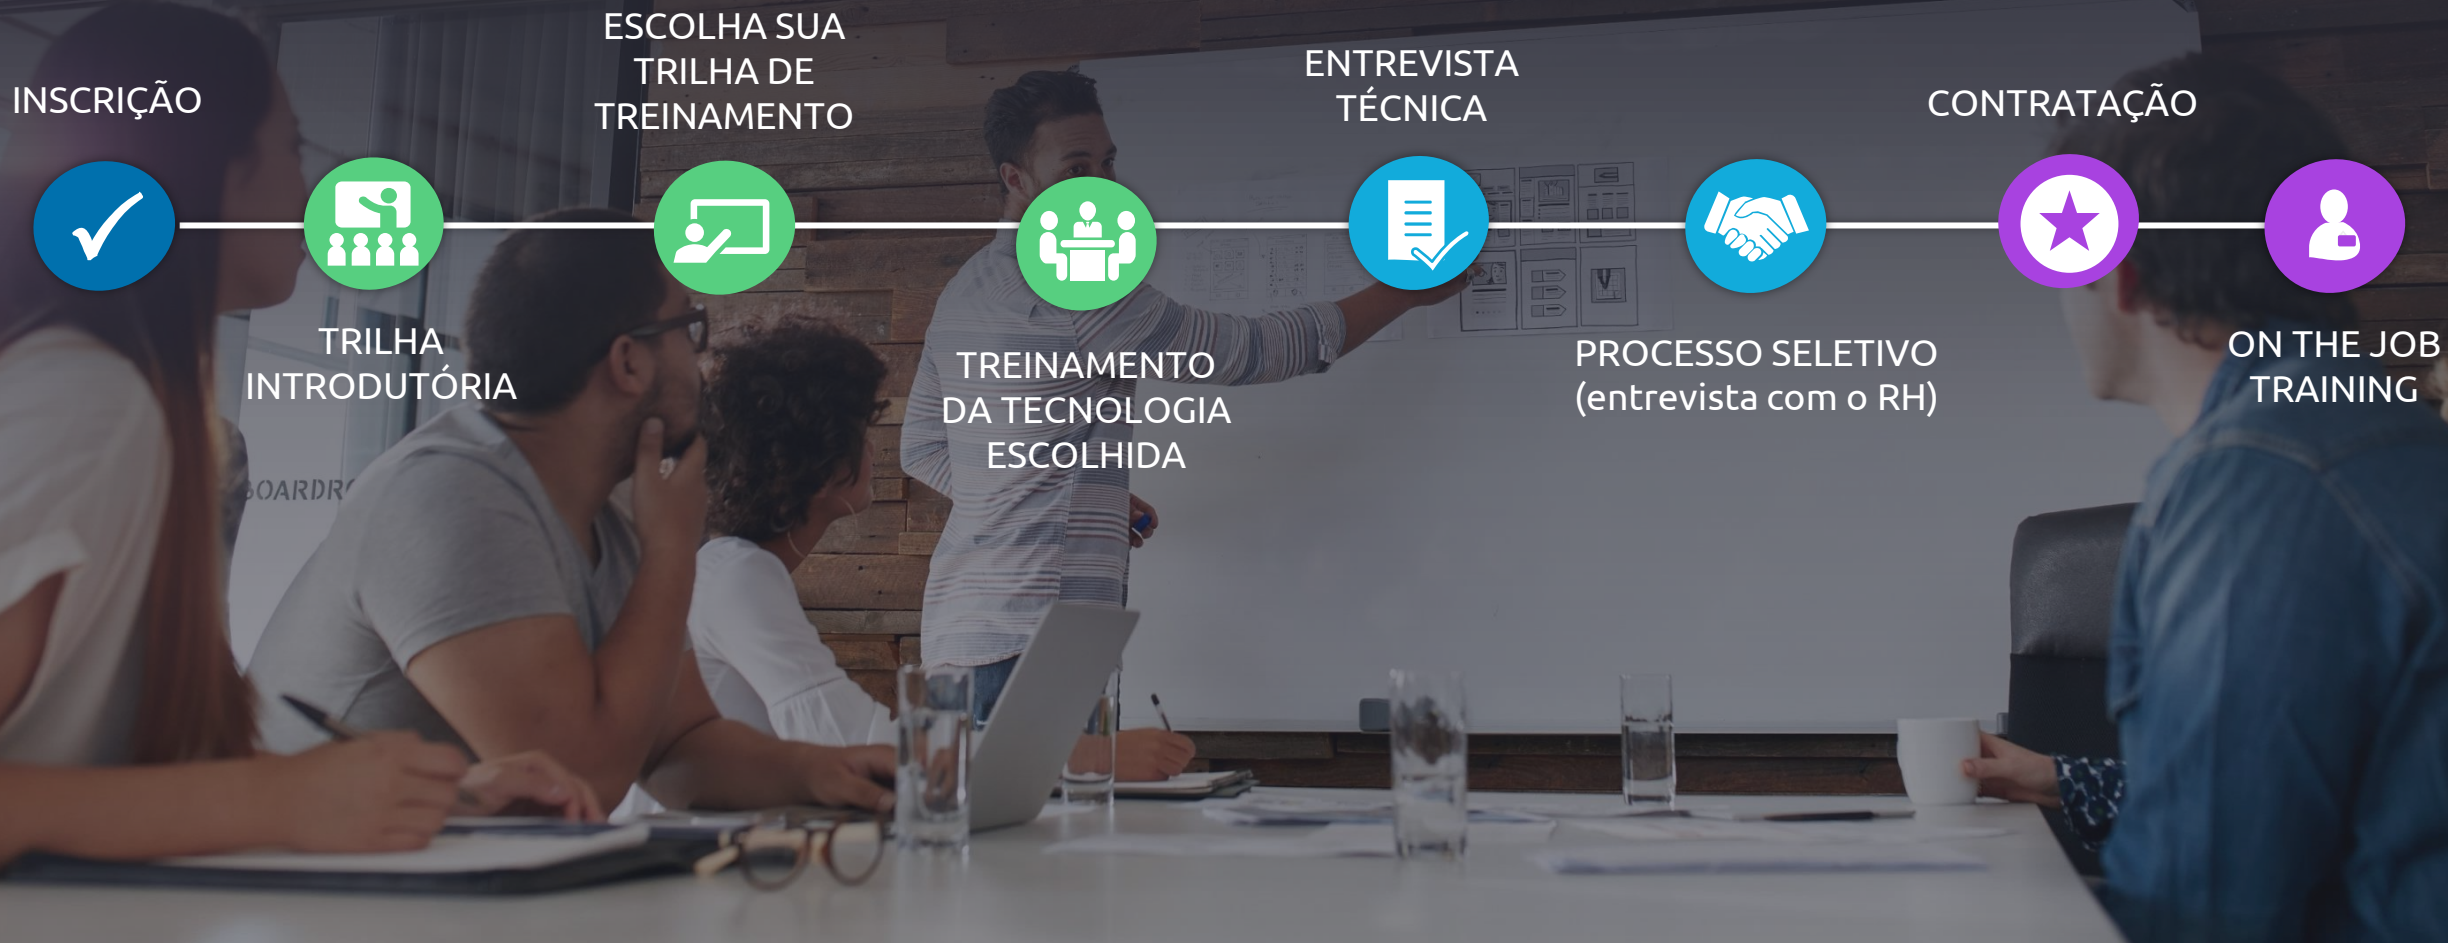 INSCRIÇÃO
TRILHA
INTRODUTÓRIA
ESCOLHA SUA
TRILHA DE
TREINAMENTO
TREINAMENTO
DA TECNOLOGIA
ESCOLHIDA
ENTREVISTA
TÉCNICA
PROCESSO SELETIVO
(entrevista com o RH)
CONTRATAÇÃO
ON THE JOB
TRAINING